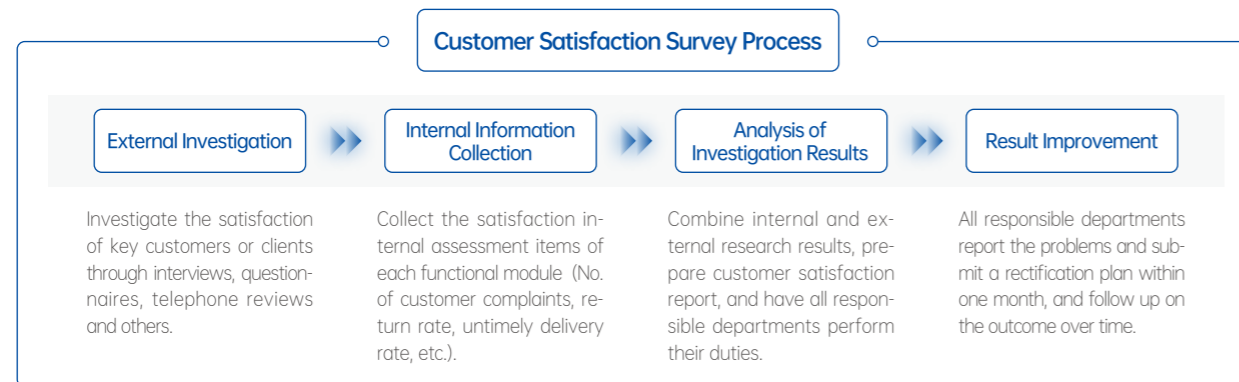 Customer Satisfaction Survey Process
External Investigation
Internal Information
Collection
Analysis of
Investigation Results
Result Improvement
Investigate the satisfaction
of key customers or clients
through interviews, question-
naires, telephone reviews
and others.
Collect the satisfaction in-
ternal assessment items of
each functional module (No.
of customer complaints, re-
turn rate, untimely delivery
rate, etc.).
Combine internal and ex-
ternal research results, pre-
pare customer satisfaction
report, and have all respon-
sible departments perform
their duties.
All responsible departments
report the problems and sub-
mit a rectification plan within
one month, and follow up on
the outcome over time.